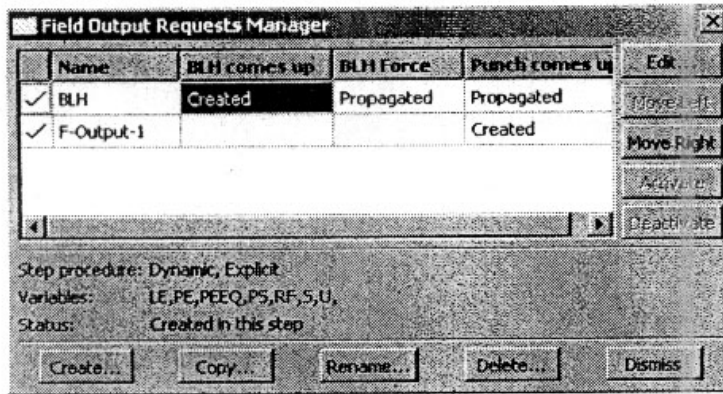 Field Output Requests Manager
Name BLH comes up BLH Force Punch comes up Edit...
BLH Created Propagated Propagated Move Left
F-Output-1 Created Move Right
Activate
Deactivate
Step procedure: Dynamic, Explicit
Variables: LE,PE,PEEQ,PS,RF,S,U,
Status: Created in this step
Create... Copy... Rename... Delete... Dismiss